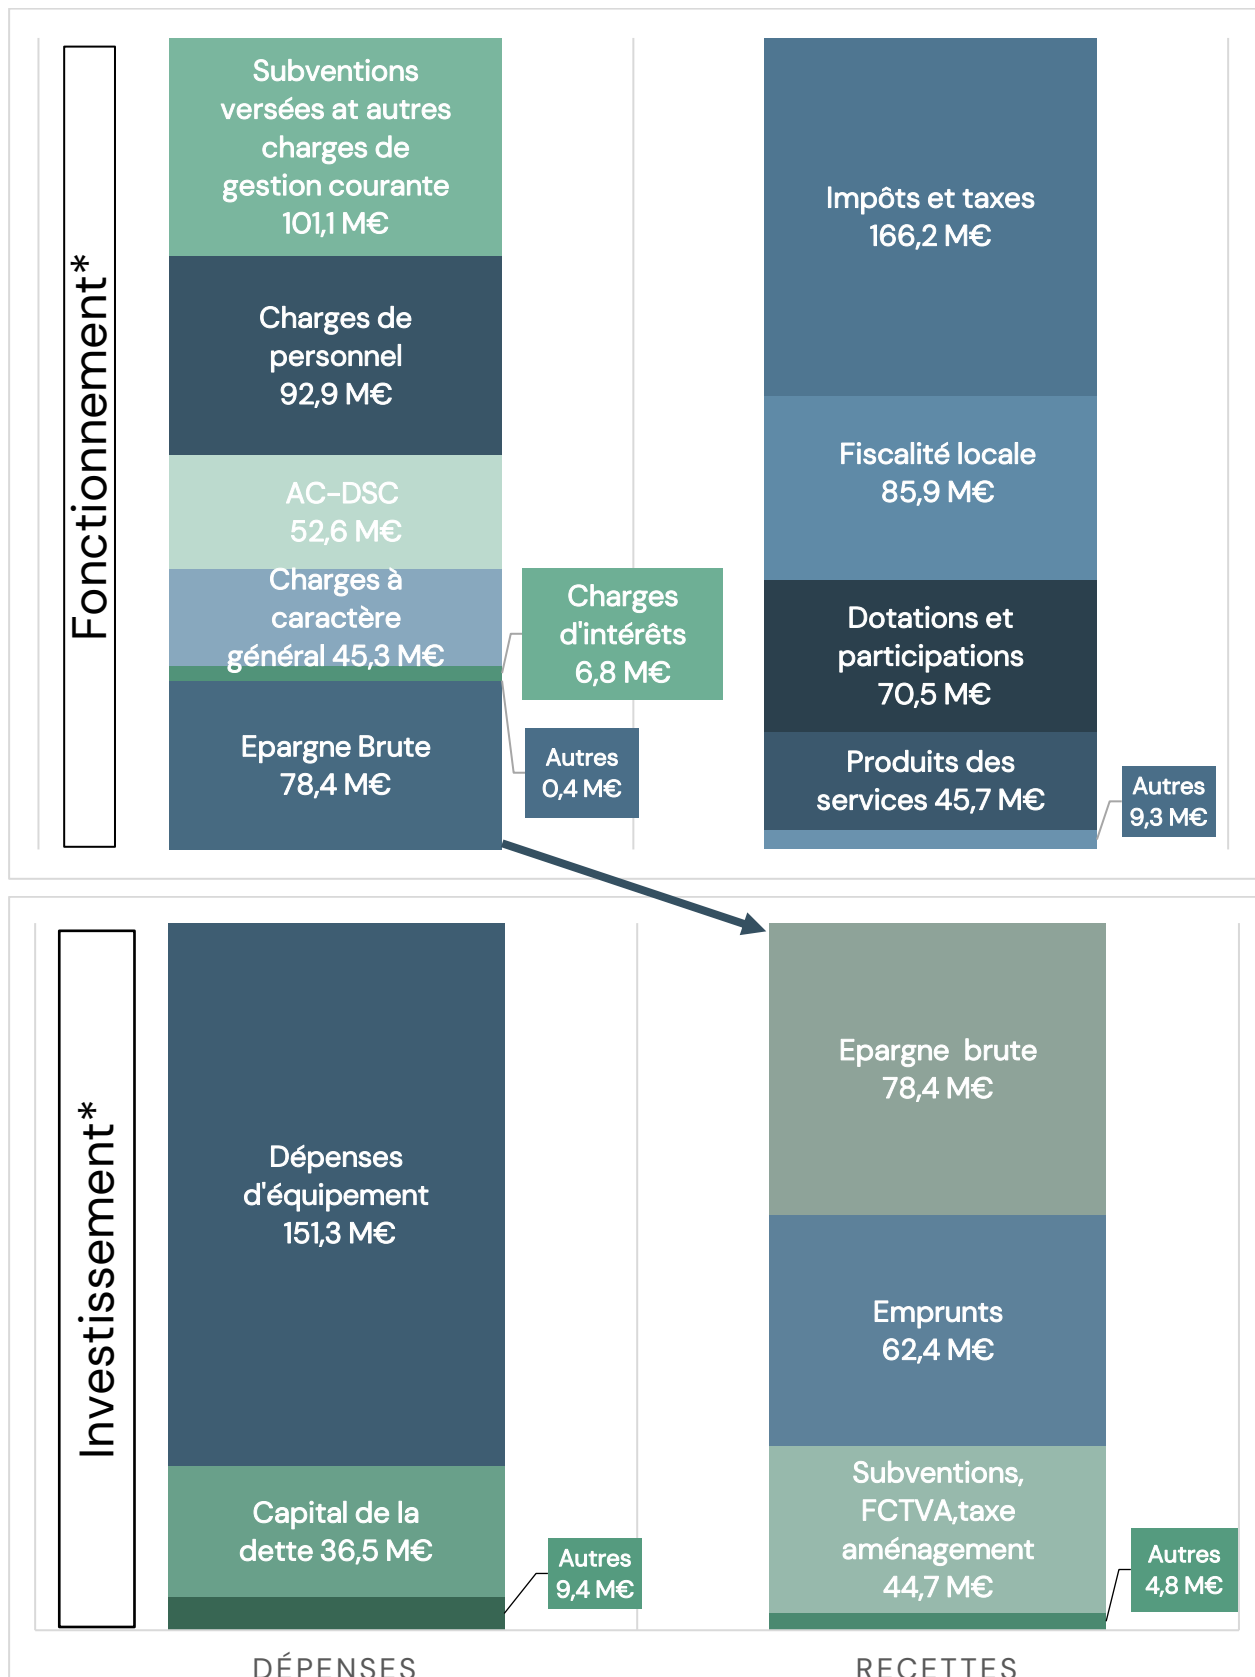 Fonctionnement*
Subventions
versées at autres
charges de
gestion courante
101,1 M€
Charges de
personnel
92,9 M€
AC-DSC
52,6 M€
Charges à
caractère
général 45,3 M€
Charges
d'intérêts
6,8 M€
Autres
0,4 M€
Epargne Brute
78,4 M€
Impôts et taxes
166,2 M€
Fiscalité locale
85,9 M€
Dotations et
participations
70,5 M€
Produits des
services 45,7 M€
Autres
9,3 M€
Investissement*
Dépenses
d'équipement
151,3 M€
Capital de la
dette 36,5 M€
Autres
9,4 M€
Epargne brute
78,4 M€
Emprunts
62,4 M€
Subventions,
FCTVA,taxe
aménagement
44,7 M€
Autres
4,8 M€
DÉPENSES
RECETTES